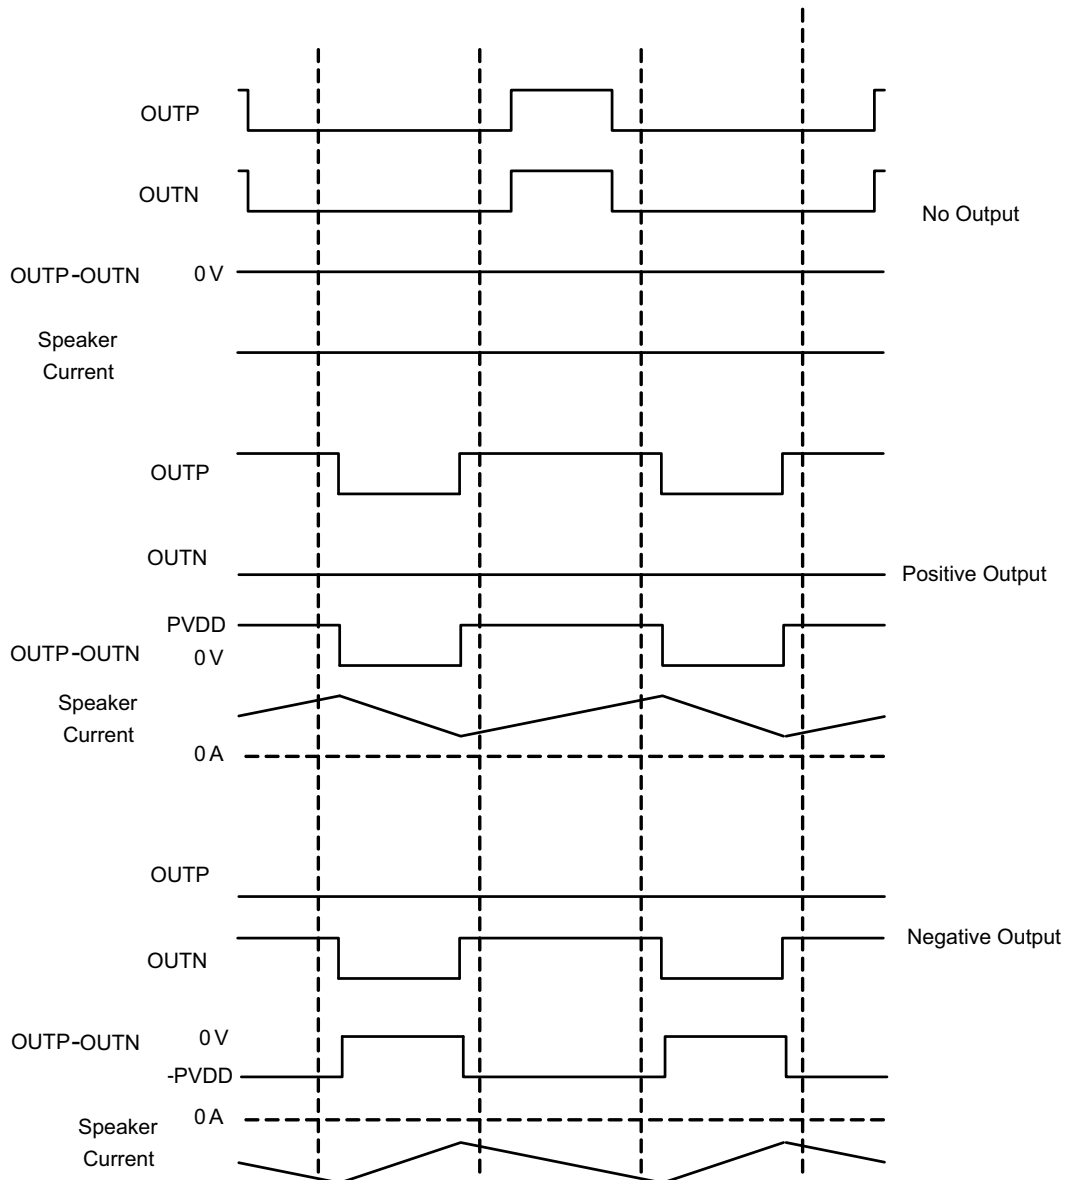 OUTP
OUTN
No Output
OUTP-OUTN 0 V
Speaker
Current
OUTP
OUTN
Positive Output
PVDD
OUTP-OUTN 0 V
Speaker
Current
0 A
OUTP
Negative Output
OUTN
OUTP-OUTN 0 V
-PVDD
0 A
Speaker
Current